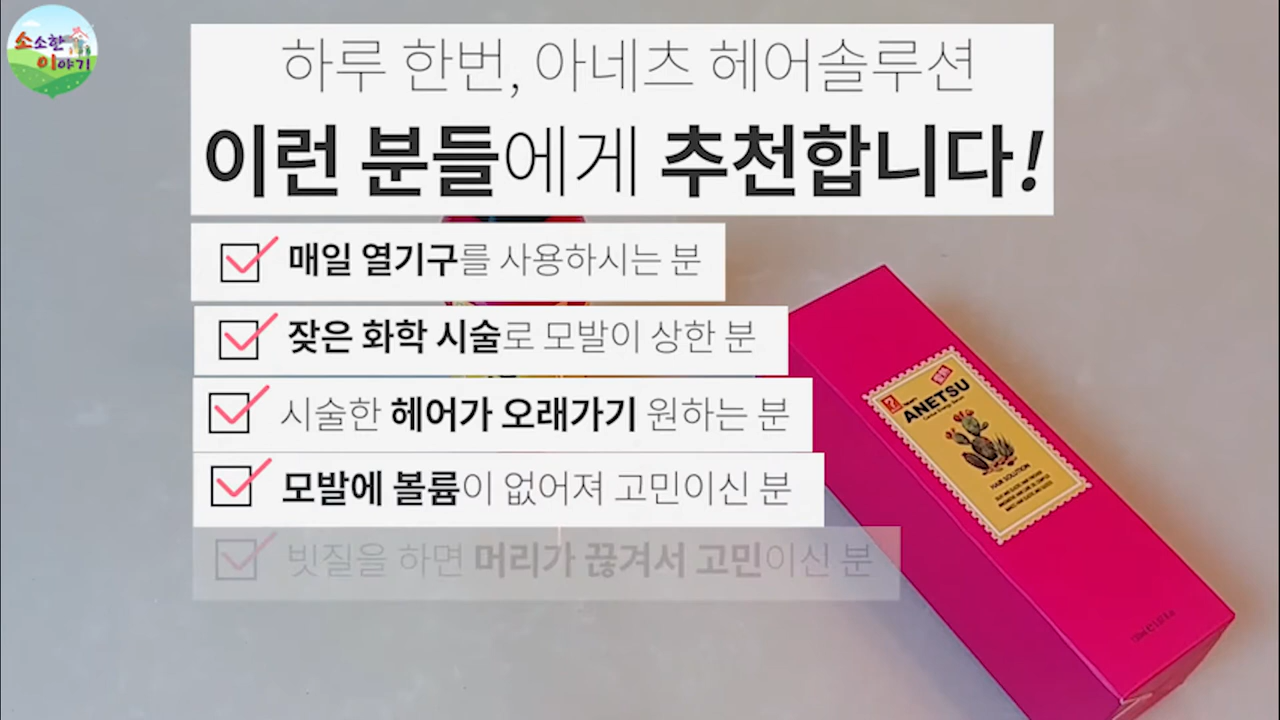 소소한
이야기
하루 한번, 아네츠 헤어솔루션
이런 분들에게 추천합니다!
매일 열기구를 사용하시는 분
잦은 화학 시술로 모발이 상한 분
시술한 헤어가 오래가기 원하는 분
모발에 볼륨이 없어져 고민이신 분
빗질을 하면 머리가 끊겨서 고민이신 분
ANETSU
HAIR SOLUTION